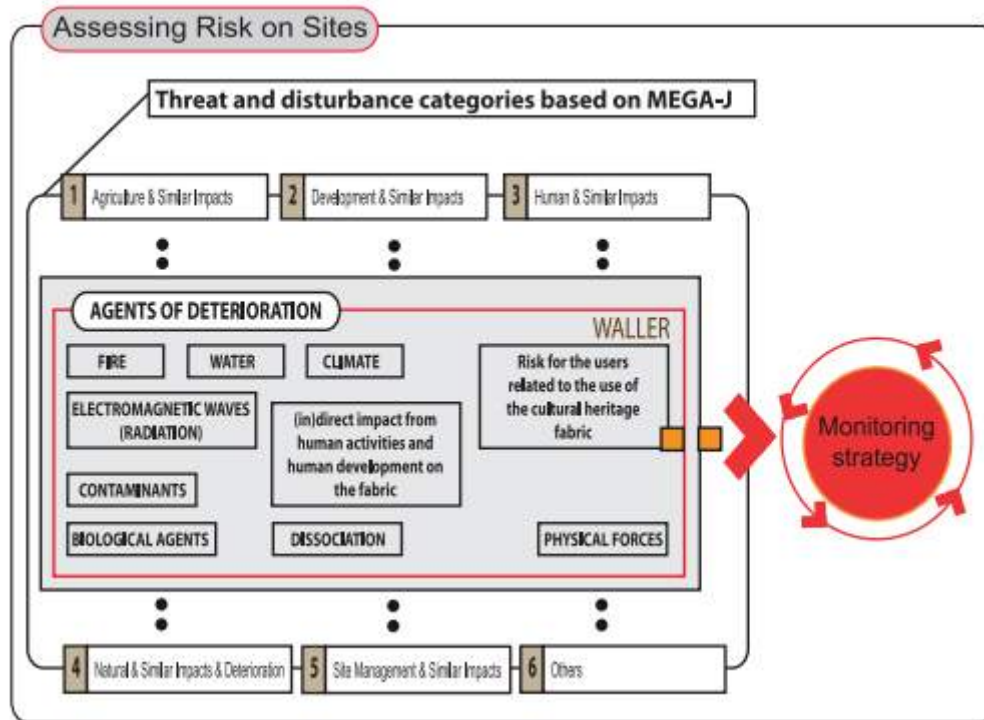 Assessing Risk on Sites
Threat and disturbance categories based on MEGA-J
1 Agriculture & Similar Impacts
2 Development & Similar Impacts
3 Human & Similar Impacts
AGENTS OF DETERIORATION
WALLER
FIRE
WATER
CLIMATE
Risk for the users
related to the use of
the cultural heritage
fabric
ELECTROMAGNETIC WAVES
(RADIATION)
(in)direct impact from
human activities and
human development on
the fabric
CONTAMINANTS
BIOLOGICAL AGENTS
DISSOCIATION
PHYSICAL FORCES
Monitoring
strategy
4 Natural & Similar Impacts & Deterioration
5 Site Management & Similar Impacts
6 Others